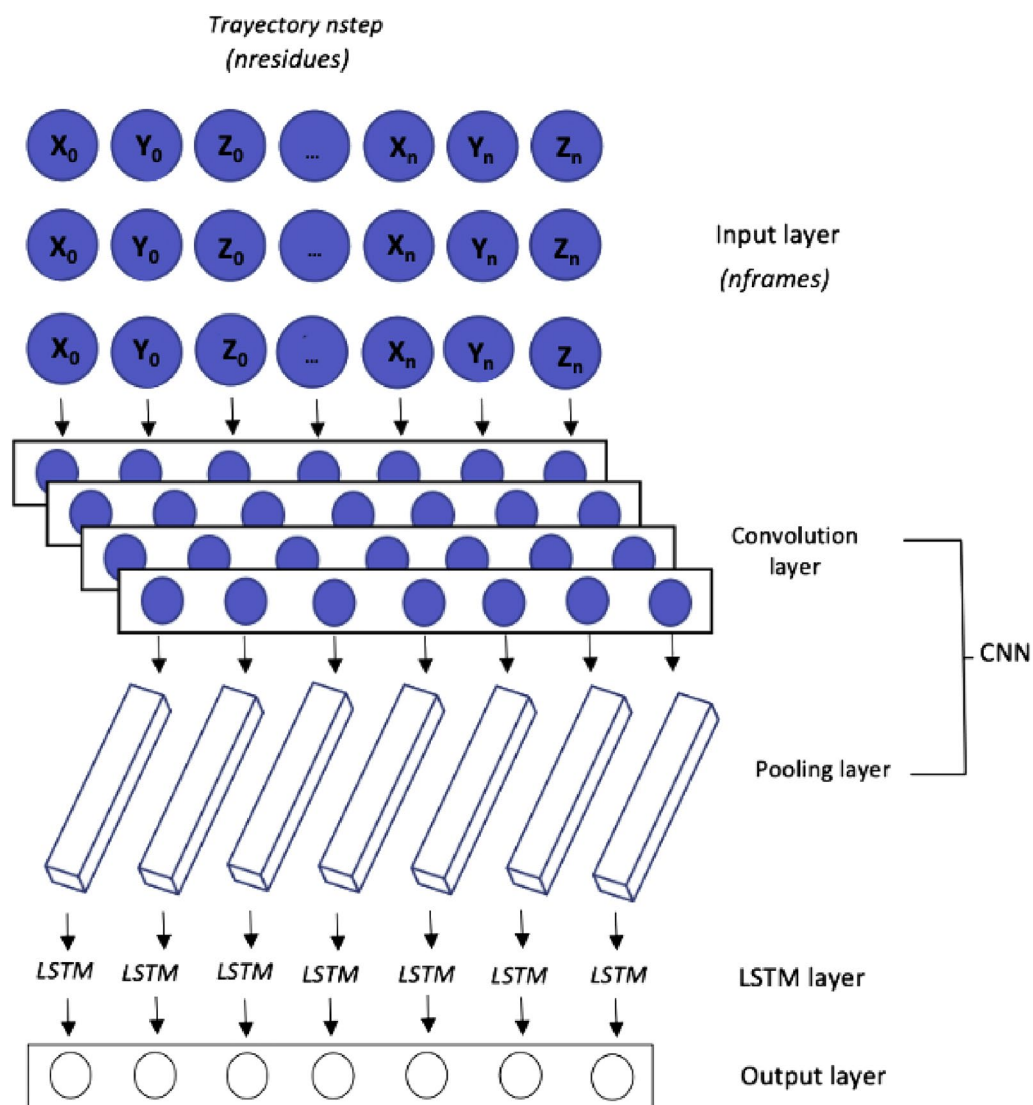 Trayectory nstep
(nresidues)
X0 Y0 Z0 ... Xn Yn Zn
X0 Y0 Z0 ... Xn Yn Zn
Input layer
(nframes)
X0 Y0 Z0 ... Xn Yn Zn
Convolution
layer
CNN
Pooling layer
LSTM LSTM LSTM LSTM LSTM LSTM LSTM
LSTM layer
Output layer